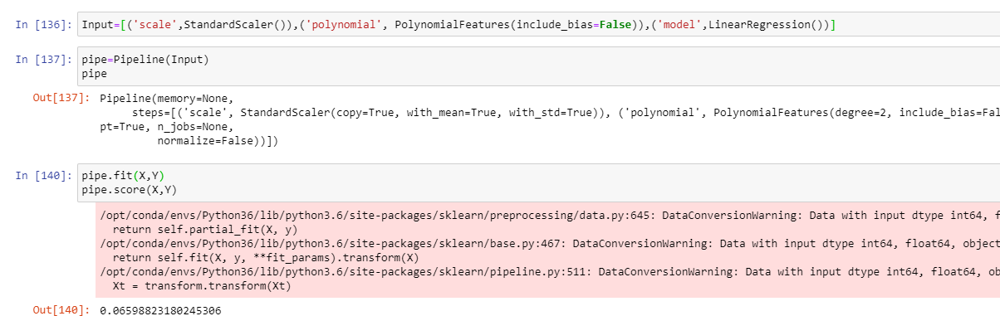 In [136]: Input=[('scale',StandardScaler()),('polynomial', PolynomialFeatures(include_bias=False)),('model',LinearRegression())]
In [137]: pipe=Pipeline(Input)
pipe
Out[137]: Pipeline(memory=None,
steps=[('scale', StandardScaler(copy=True, with_mean=True, with_std=True)), ('polynomial', PolynomialFeatures(degree=2, include_bias=Fal
pt=True, n_jobs=None,
normalize=False))])
In [140]: pipe.fit(X,Y)
pipe.score(X,Y)
/opt/conda/envs/Python36/lib/python3.6/site-packages/sklearn/preprocessing/data.py:645: DataConversionWarning: Data with input dtype int64, f
return self.partial_fit(X, y)
/opt/conda/envs/Python36/lib/python3.6/site-packages/sklearn/base.py:467: DataConversionWarning: Data with input dtype int64, float64, object
return self.fit(X, y, **fit_params).transform(X)
/opt/conda/envs/Python36/lib/python3.6/site-packages/sklearn/pipeline.py:511: DataConversionWarning: Data with input dtype int64, float64, ob
Xt = transform.transform(Xt)
Out[140]: 0.06598823180245306